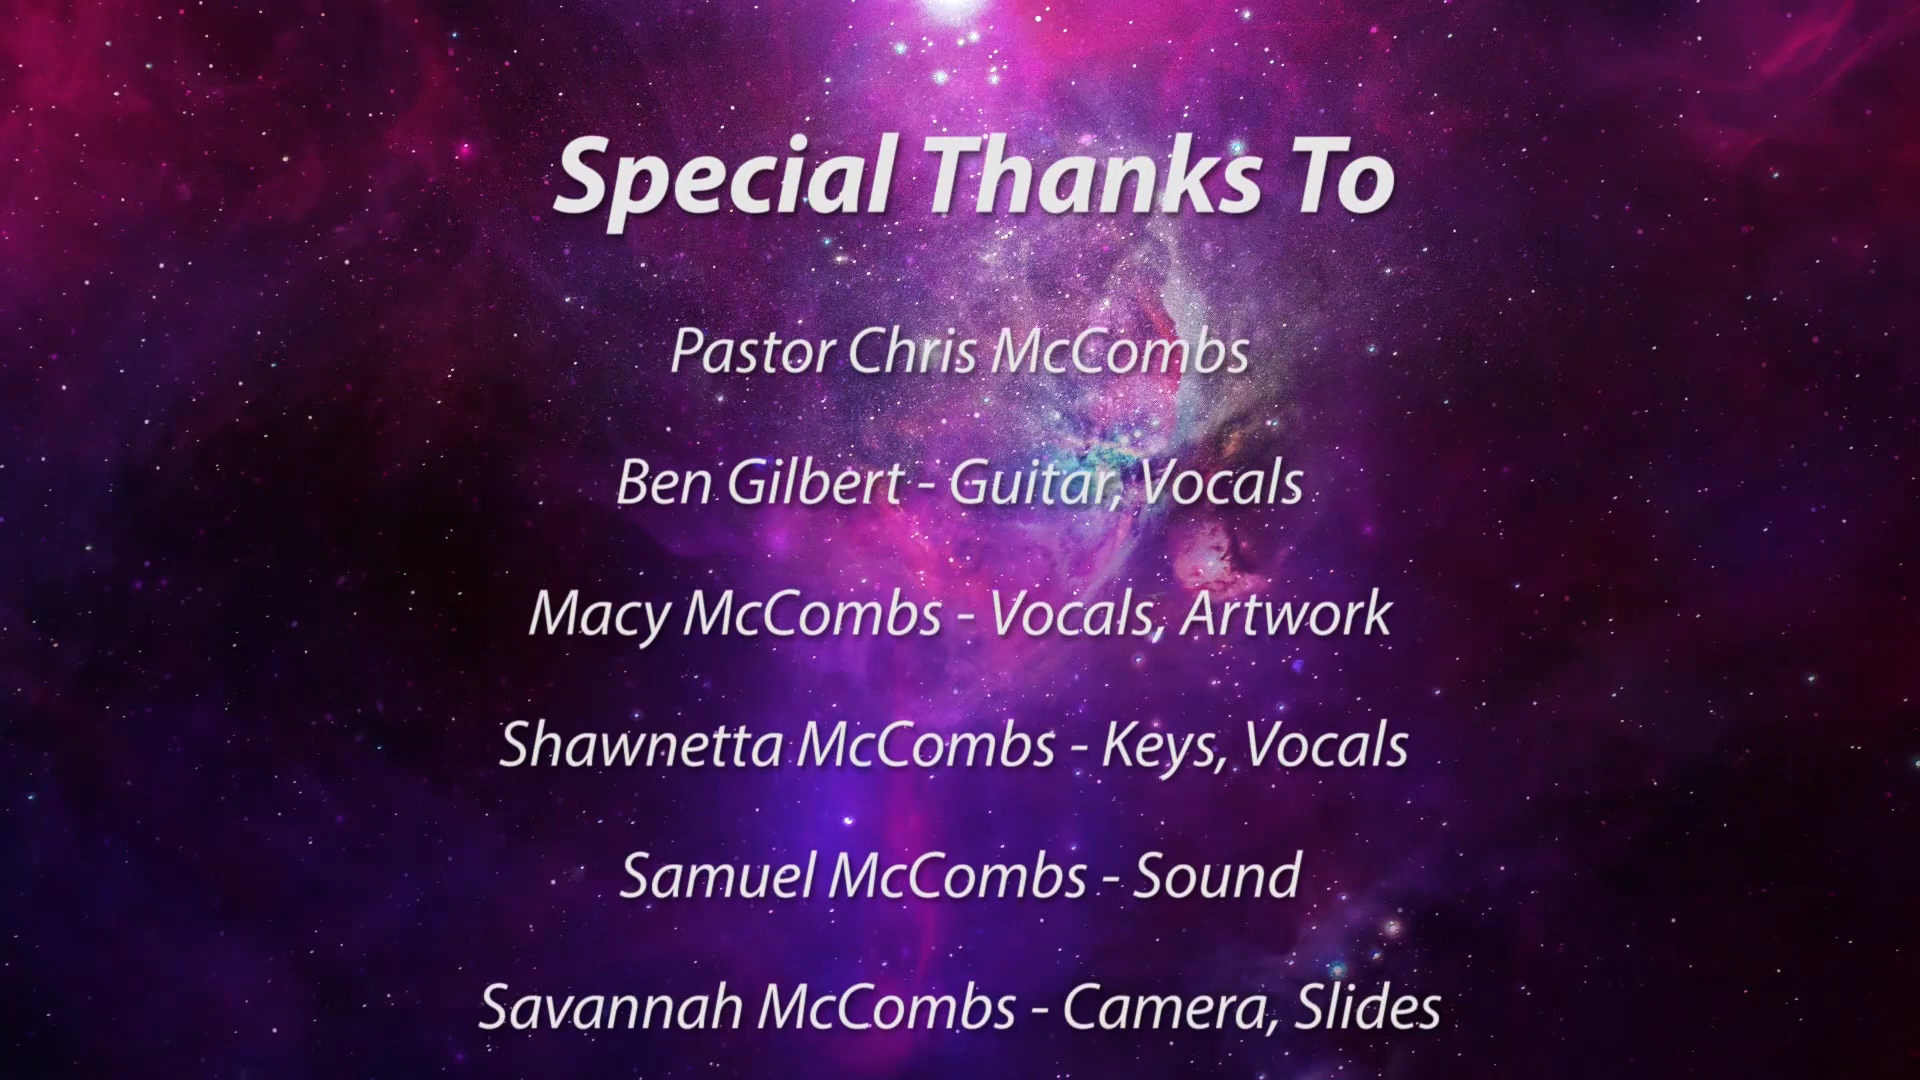 Special Thanks To
Pastor Chris McCombs
Ben Gilbert - Guitar, Vocals
Macy McCombs - Vocals, Artwork
Shawnetta McCombs - Keys, Vocals
Samuel McCombs - Sound
Savannah McCombs - Camera, Slides